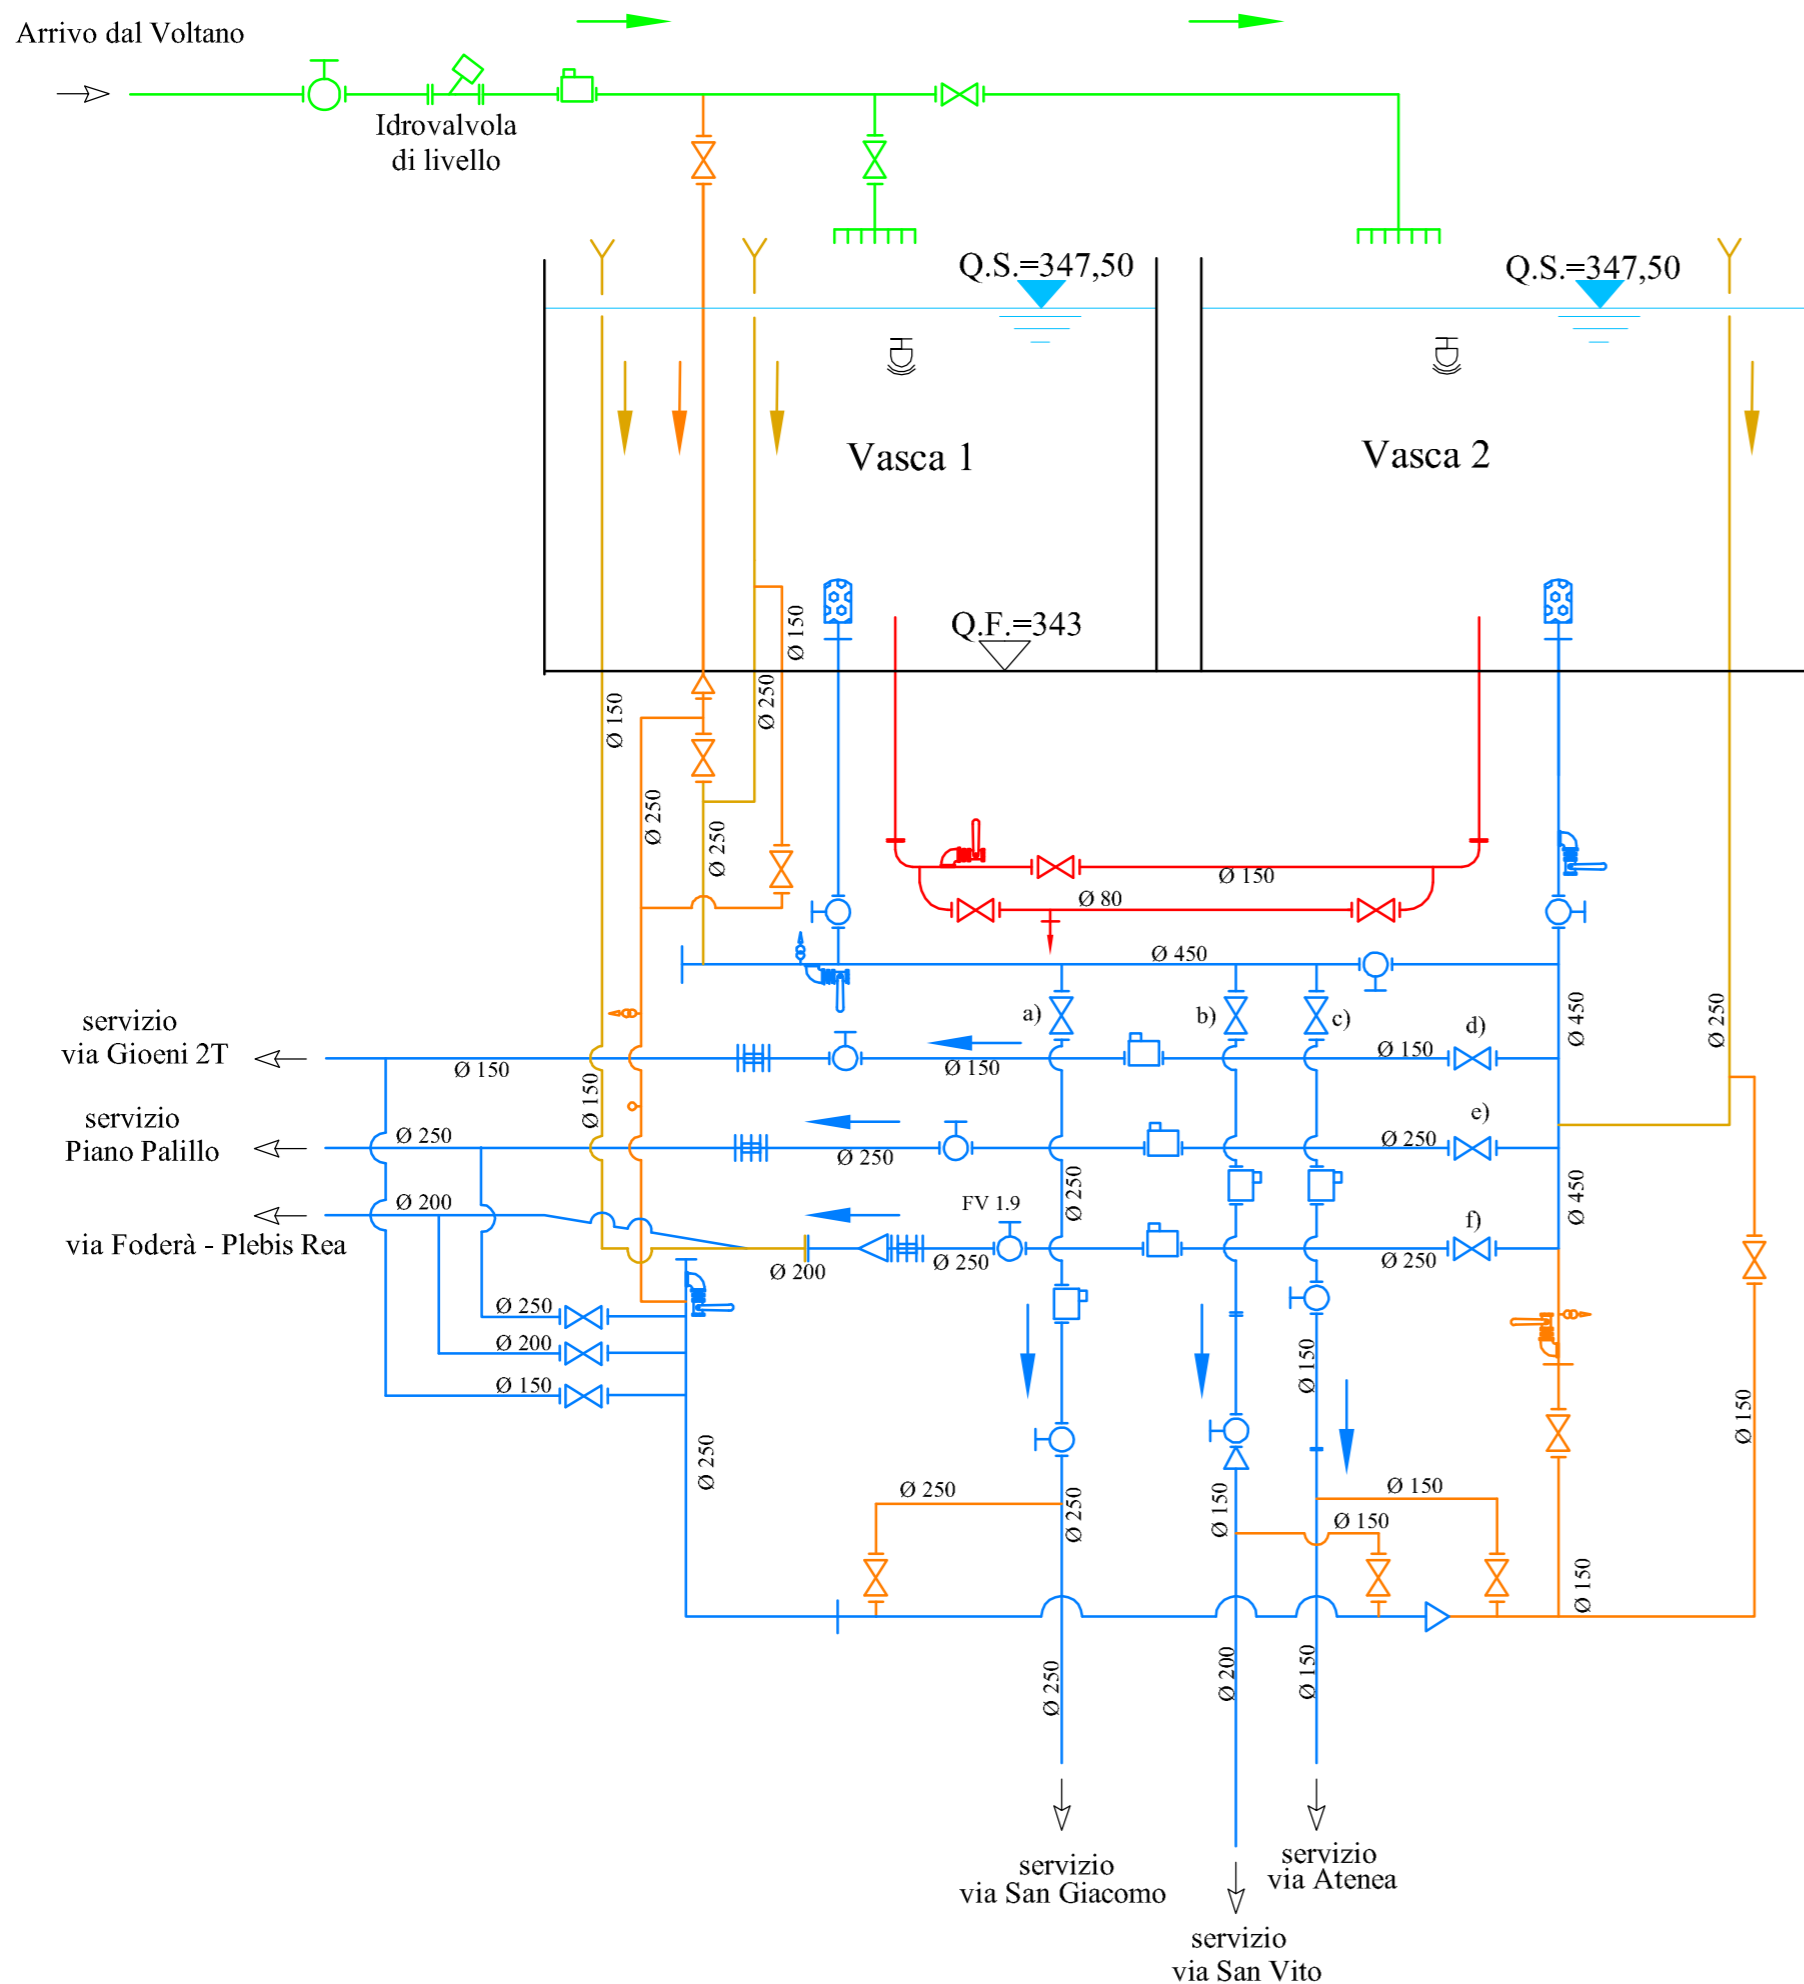 Arrivo dal Voltano
Idrovalvola
di livello
Q.S.=347,50
Q.S.=347,50
Vasca 1
Vasca 2
Q.F.=343
Ø 150
Ø 250
Ø 150
Ø 250
Ø 250
Ø 150
Ø 80
Ø 450
a)
b)
c)
d)
Ø 450
Ø 250
servizio
via Gioeni 2T
Ø 150
Ø 150
Ø 150
Ø 150
servizio
Piano Palillo
Ø 250
Ø 250
Ø 250
e)
Ø 250
Ø 450
Ø 200
via Foderà - Plebis Rea
FV 1.9
f)
Ø 200
Ø 250
Ø 250
Ø 250
Ø 200
Ø 150
Ø 250
Ø 150
Ø 150
Ø 250
Ø 250
Ø 150
Ø 150
Ø 150
Ø 150
Ø 250
Ø 200
Ø 150
servizio
via San Giacomo
servizio
via Atenea
servizio
via San Vito